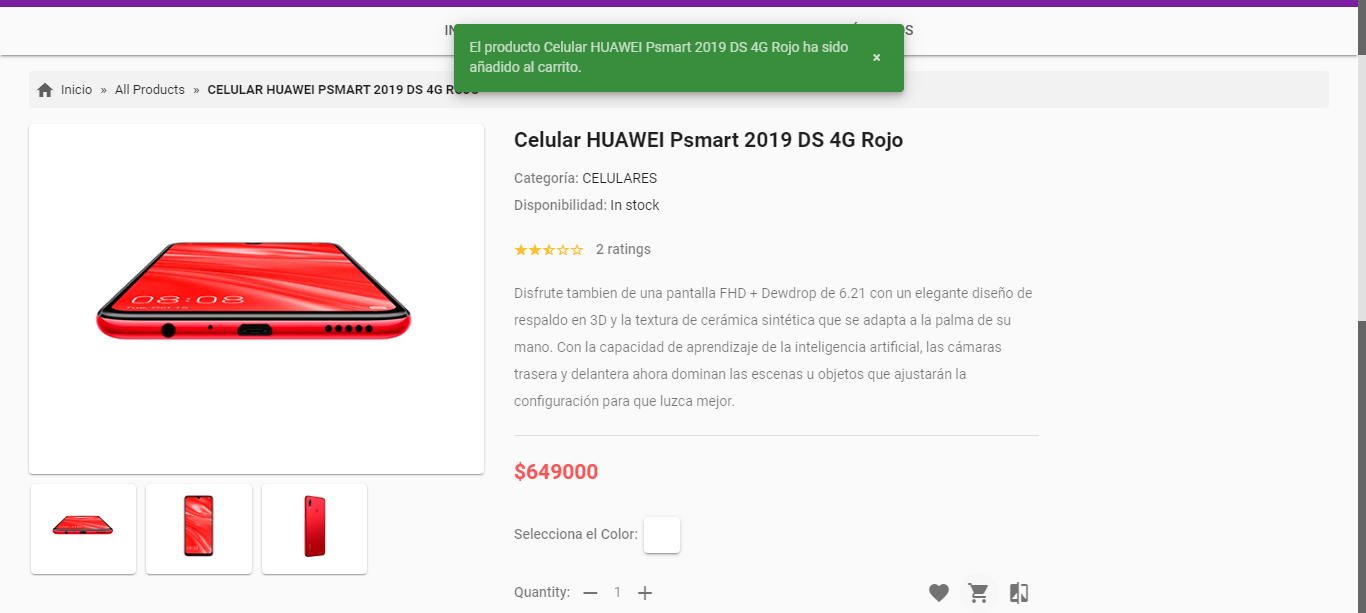 El producto Celular HUAWEI Psmart 2019 DS 4G Rojo ha sido
añadido al carrito.
×
Inicio » All Products » CELULAR HUAWEI PSMART 2019 DS 4G
Celular HUAWEI Psmart 2019 DS 4G Rojo
Categoría: CELULARES
Disponibilidad: In stock
2 ratings
Disfrute tambien de una pantalla FHD + Dewdrop de 6.21 con un elegante diseño de
respaldo en 3D y la textura de cerámica sintética que se adapta a la palma de su
mano. Con la capacidad de aprendizaje de la inteligencia artificial, las cámaras
trasera y delantera ahora dominan las escenas u objetos que ajustarán la
configuración para que luzca mejor.
08:08
$649000
Selecciona el Color:
Quantity: — 1 +